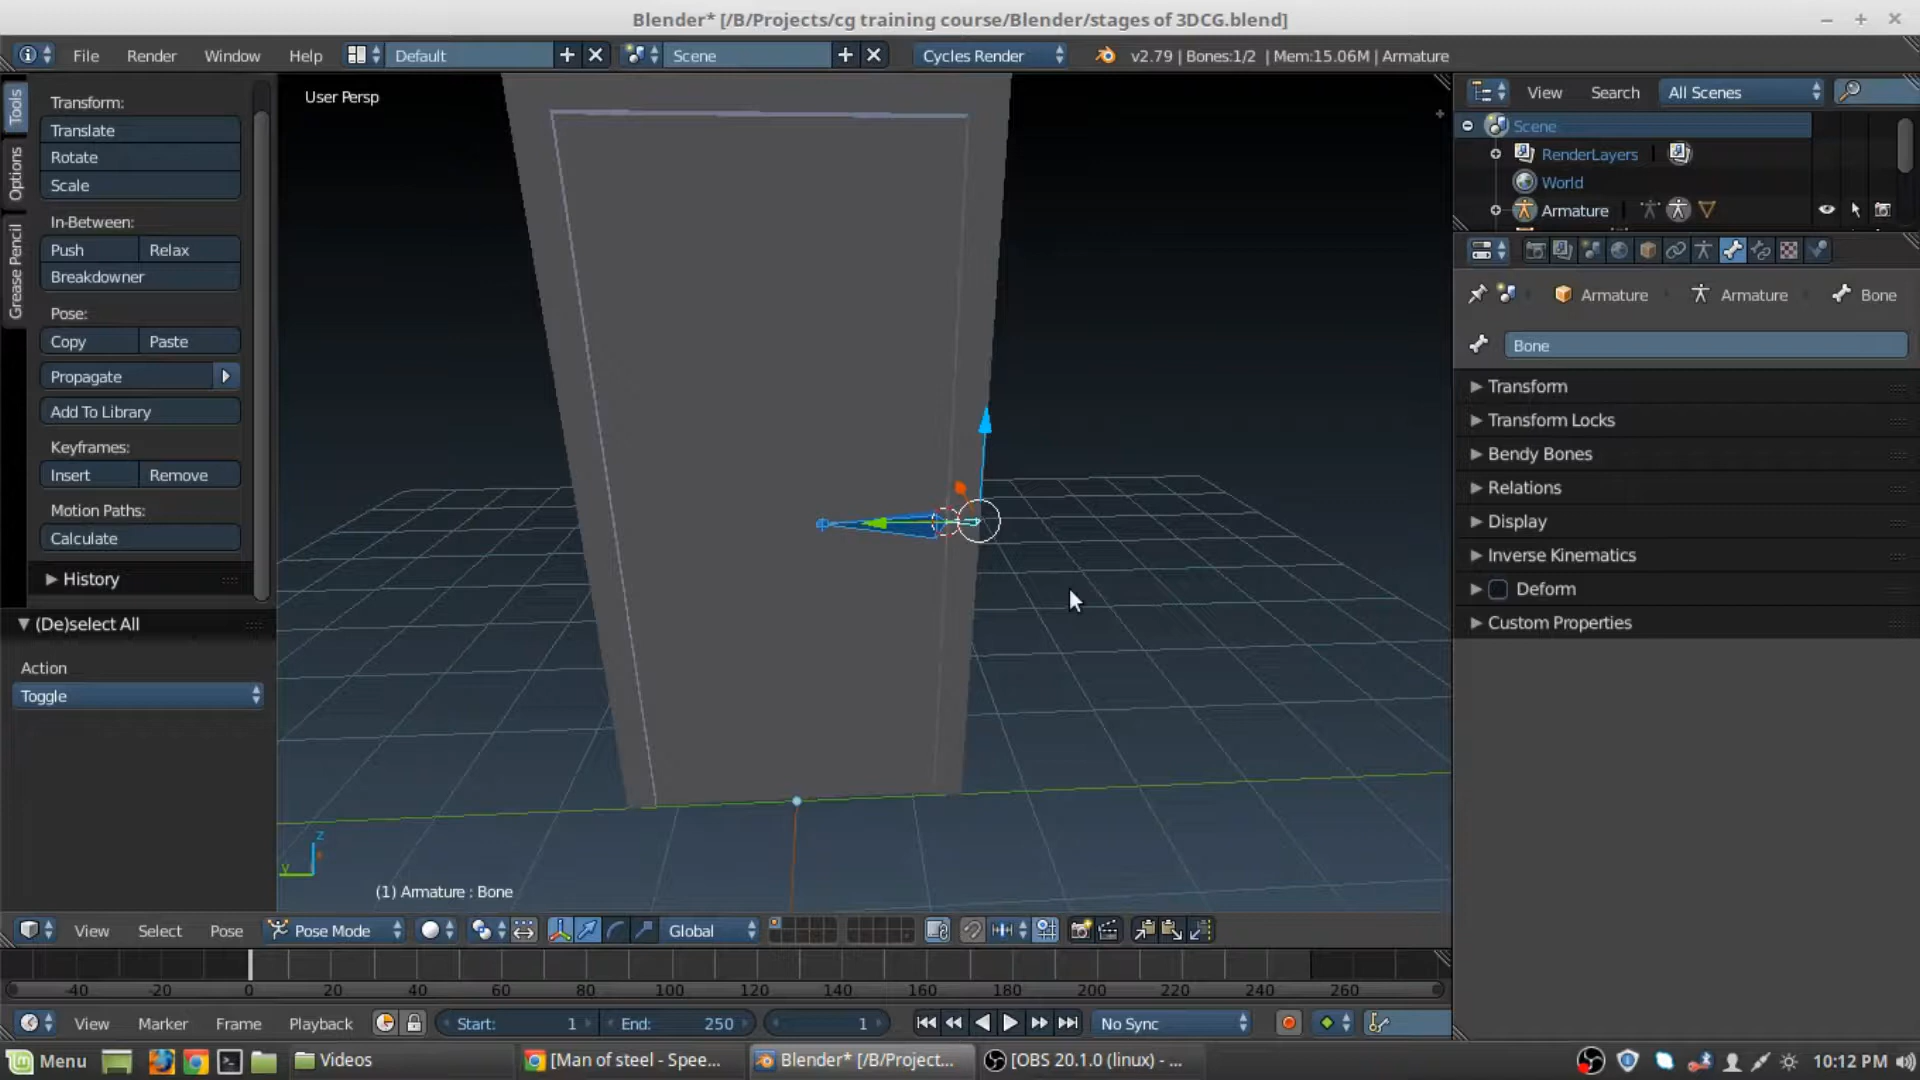 Blender* [/B/Projects/cg training course/Blender/stages of 3DCG.blend]
File Render Window Help Default Scene Cycles Render v2.79 | Bones:1/2 | Mem:15.06M | Armature
Tools
Options
Grease Pencil
Transform:
Translate
Rotate
Scale
In-Between:
Push Relax
Breakdowner
Pose:
Copy Paste
Propagate
Add To Library
Keyframes:
Insert Remove
Motion Paths:
Calculate
History
(De)select All
Action
Toggle
User Persp
z
y
(1) Armature : Bone
View Search All Scenes
Scene
RenderLayers
World
Armature
Armature Armature Bone
Bone
Transform
Transform Locks
Bendy Bones
Relations
Display
Inverse Kinematics
Deform
Custom Properties
View Select Pose Pose Mode Global
-40 -20 0 20 40 60 80 100 120 140 160 180 200 220 240 260
View Marker Frame Playback Start: 1 End: 250 1 No Sync
Menu Videos [Man of steel - Spee... Blender* [/B/Project... [OBS 20.1.0 (linux) - ... 10:12 PM